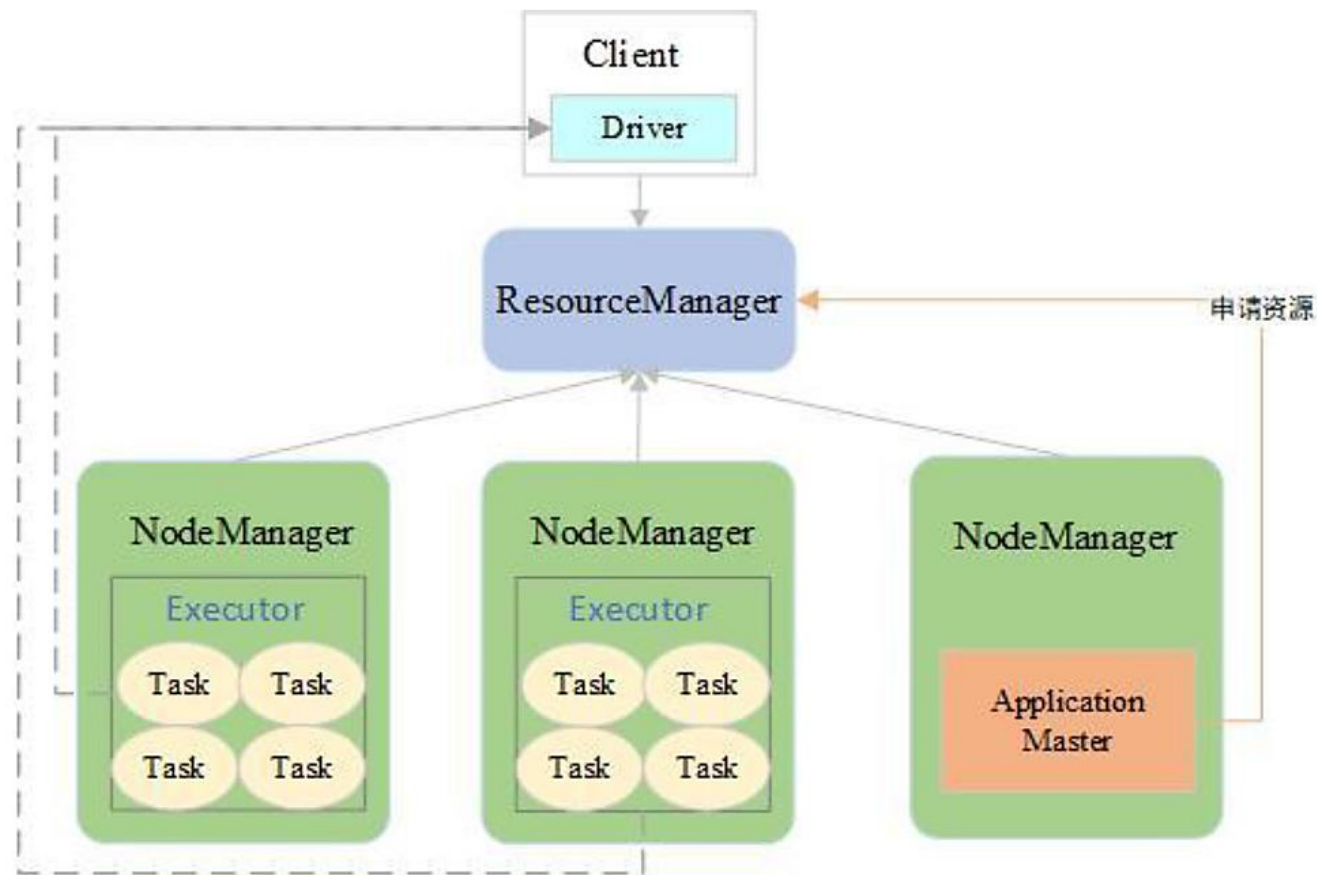 Client
Driver
ResourceManager
申请资源
NodeManager
Executor
Task Task
Task Task
NodeManager
Executor
Task Task
Task Task
NodeManager
Application
Master